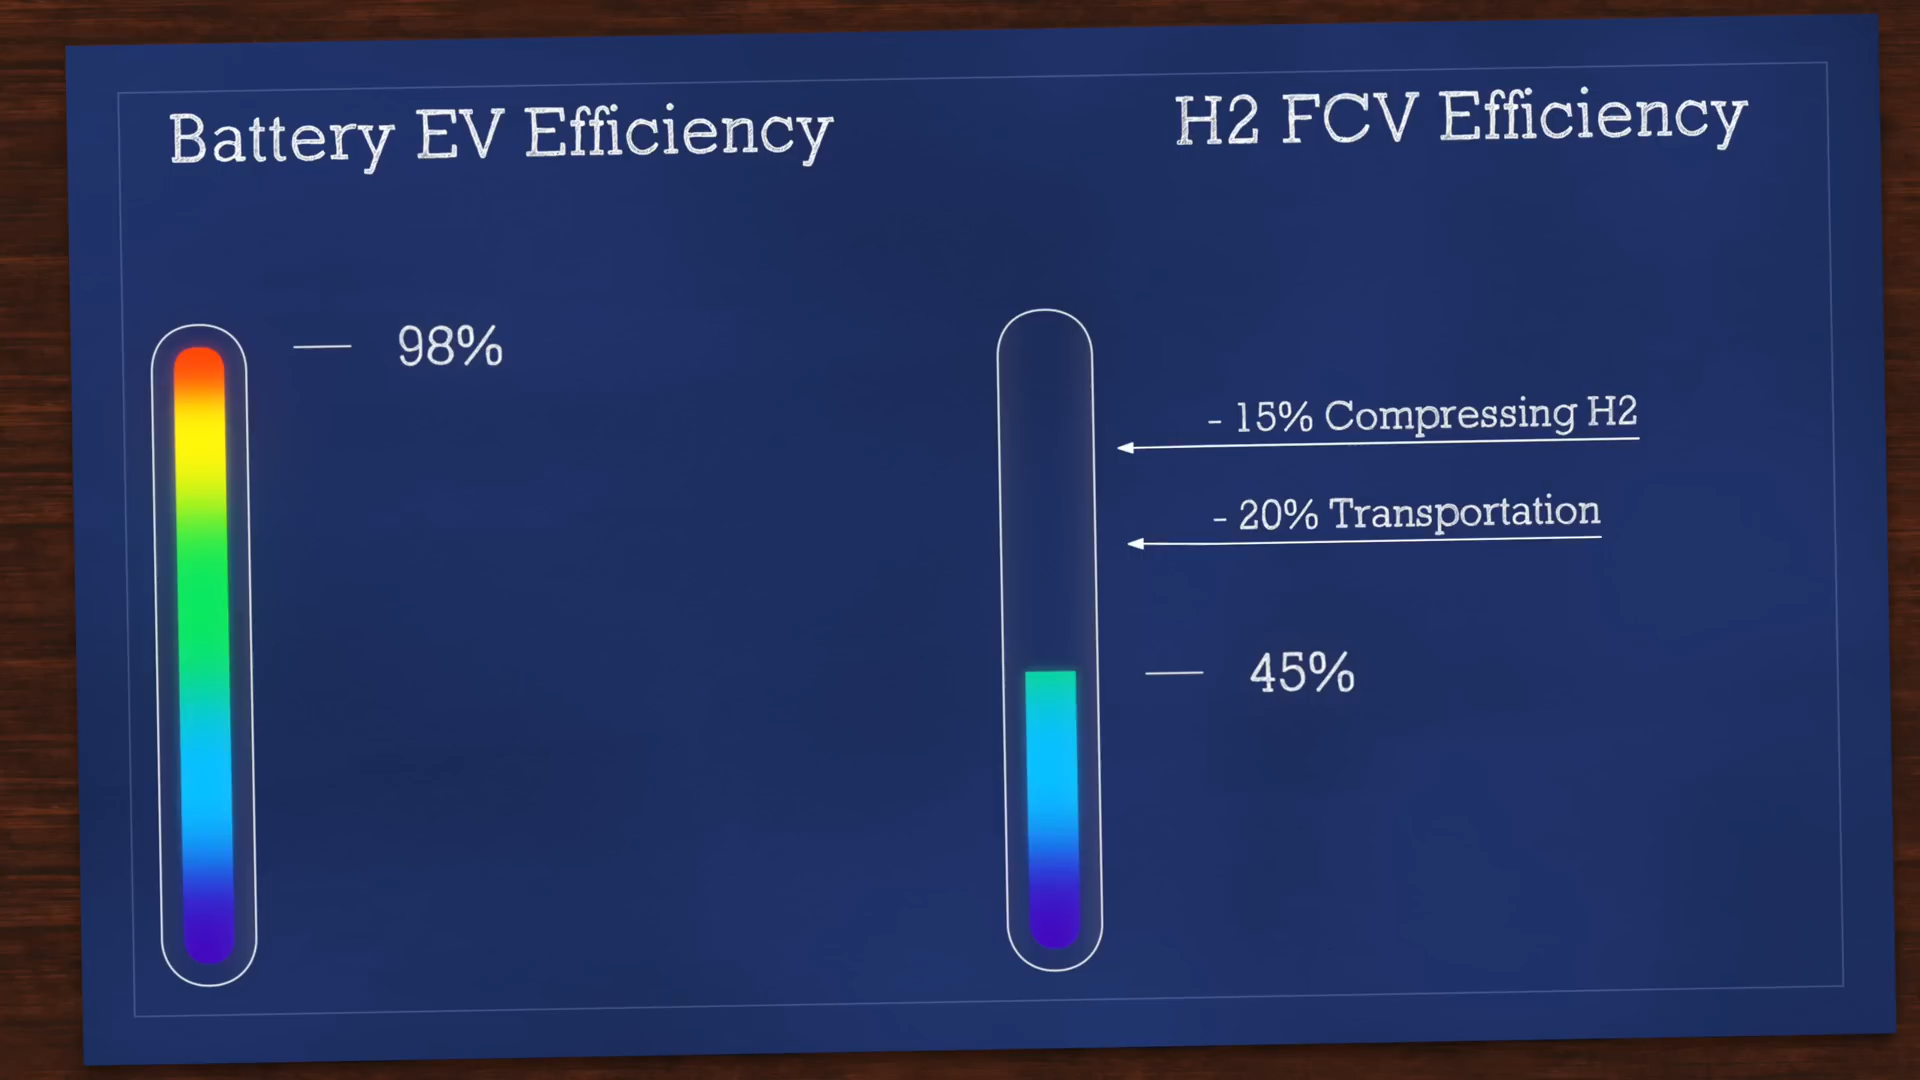 Battery EV Efficiency
H2 FCV Efficiency
98%
- 15% Compressing H2
- 20% Transportation
45%